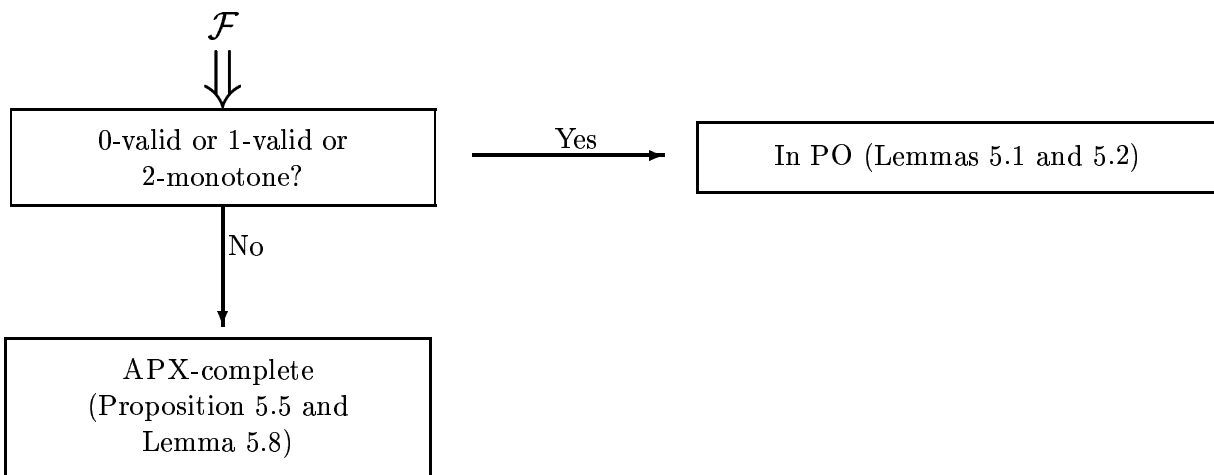 ℱ
0-valid or 1-valid or
2-monotone?
Yes
In PO (Lemmas 5.1 and 5.2)
No
APX-complete
(Proposition 5.5 and
Lemma 5.8)